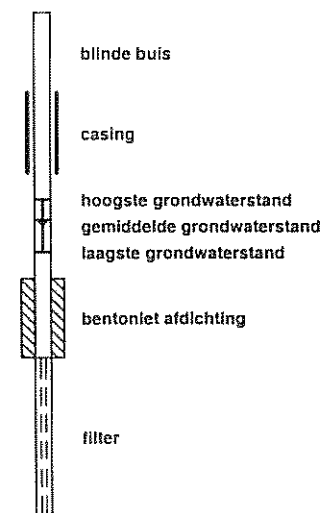 blinde buis
casing
hoogste grondwaterstand
gemiddelde grondwaterstand
laagste grondwaterstand
bentoniet afdichting
filter